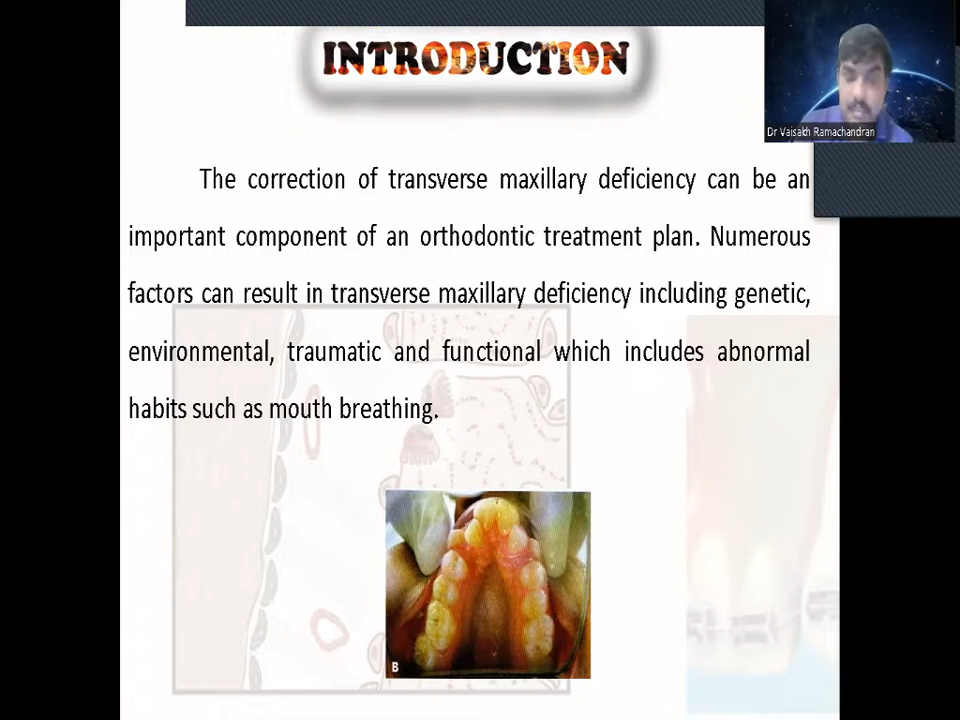 INTRODUCTION
Dr Vaisakh Ramachandran
The correction of transverse maxillary deficiency can be an
important component of an orthodontic treatment plan. Numerous
factors can result in transverse maxillary deficiency including genetic,
environmental, traumatic and functional which includes abnormal
habits such as mouth breathing.
B